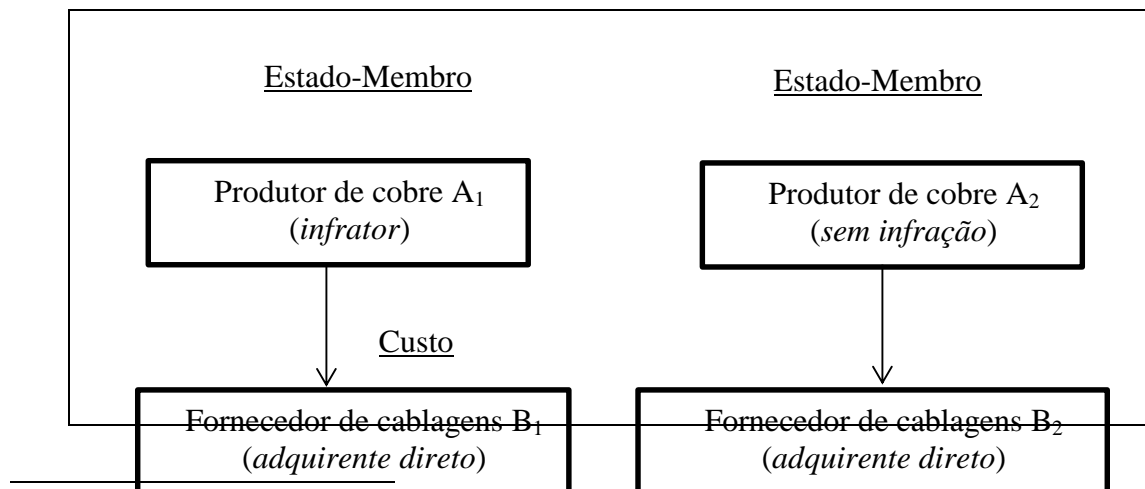 Estado-Membro
Estado-Membro
Produtor de cobre A₁
(infrator)
Produtor de cobre A₂
(sem infração)
Custo
Fornecedor de cablagens B₁
(adquirente direto)
Fornecedor de cablagens B₂
(adquirente direto)